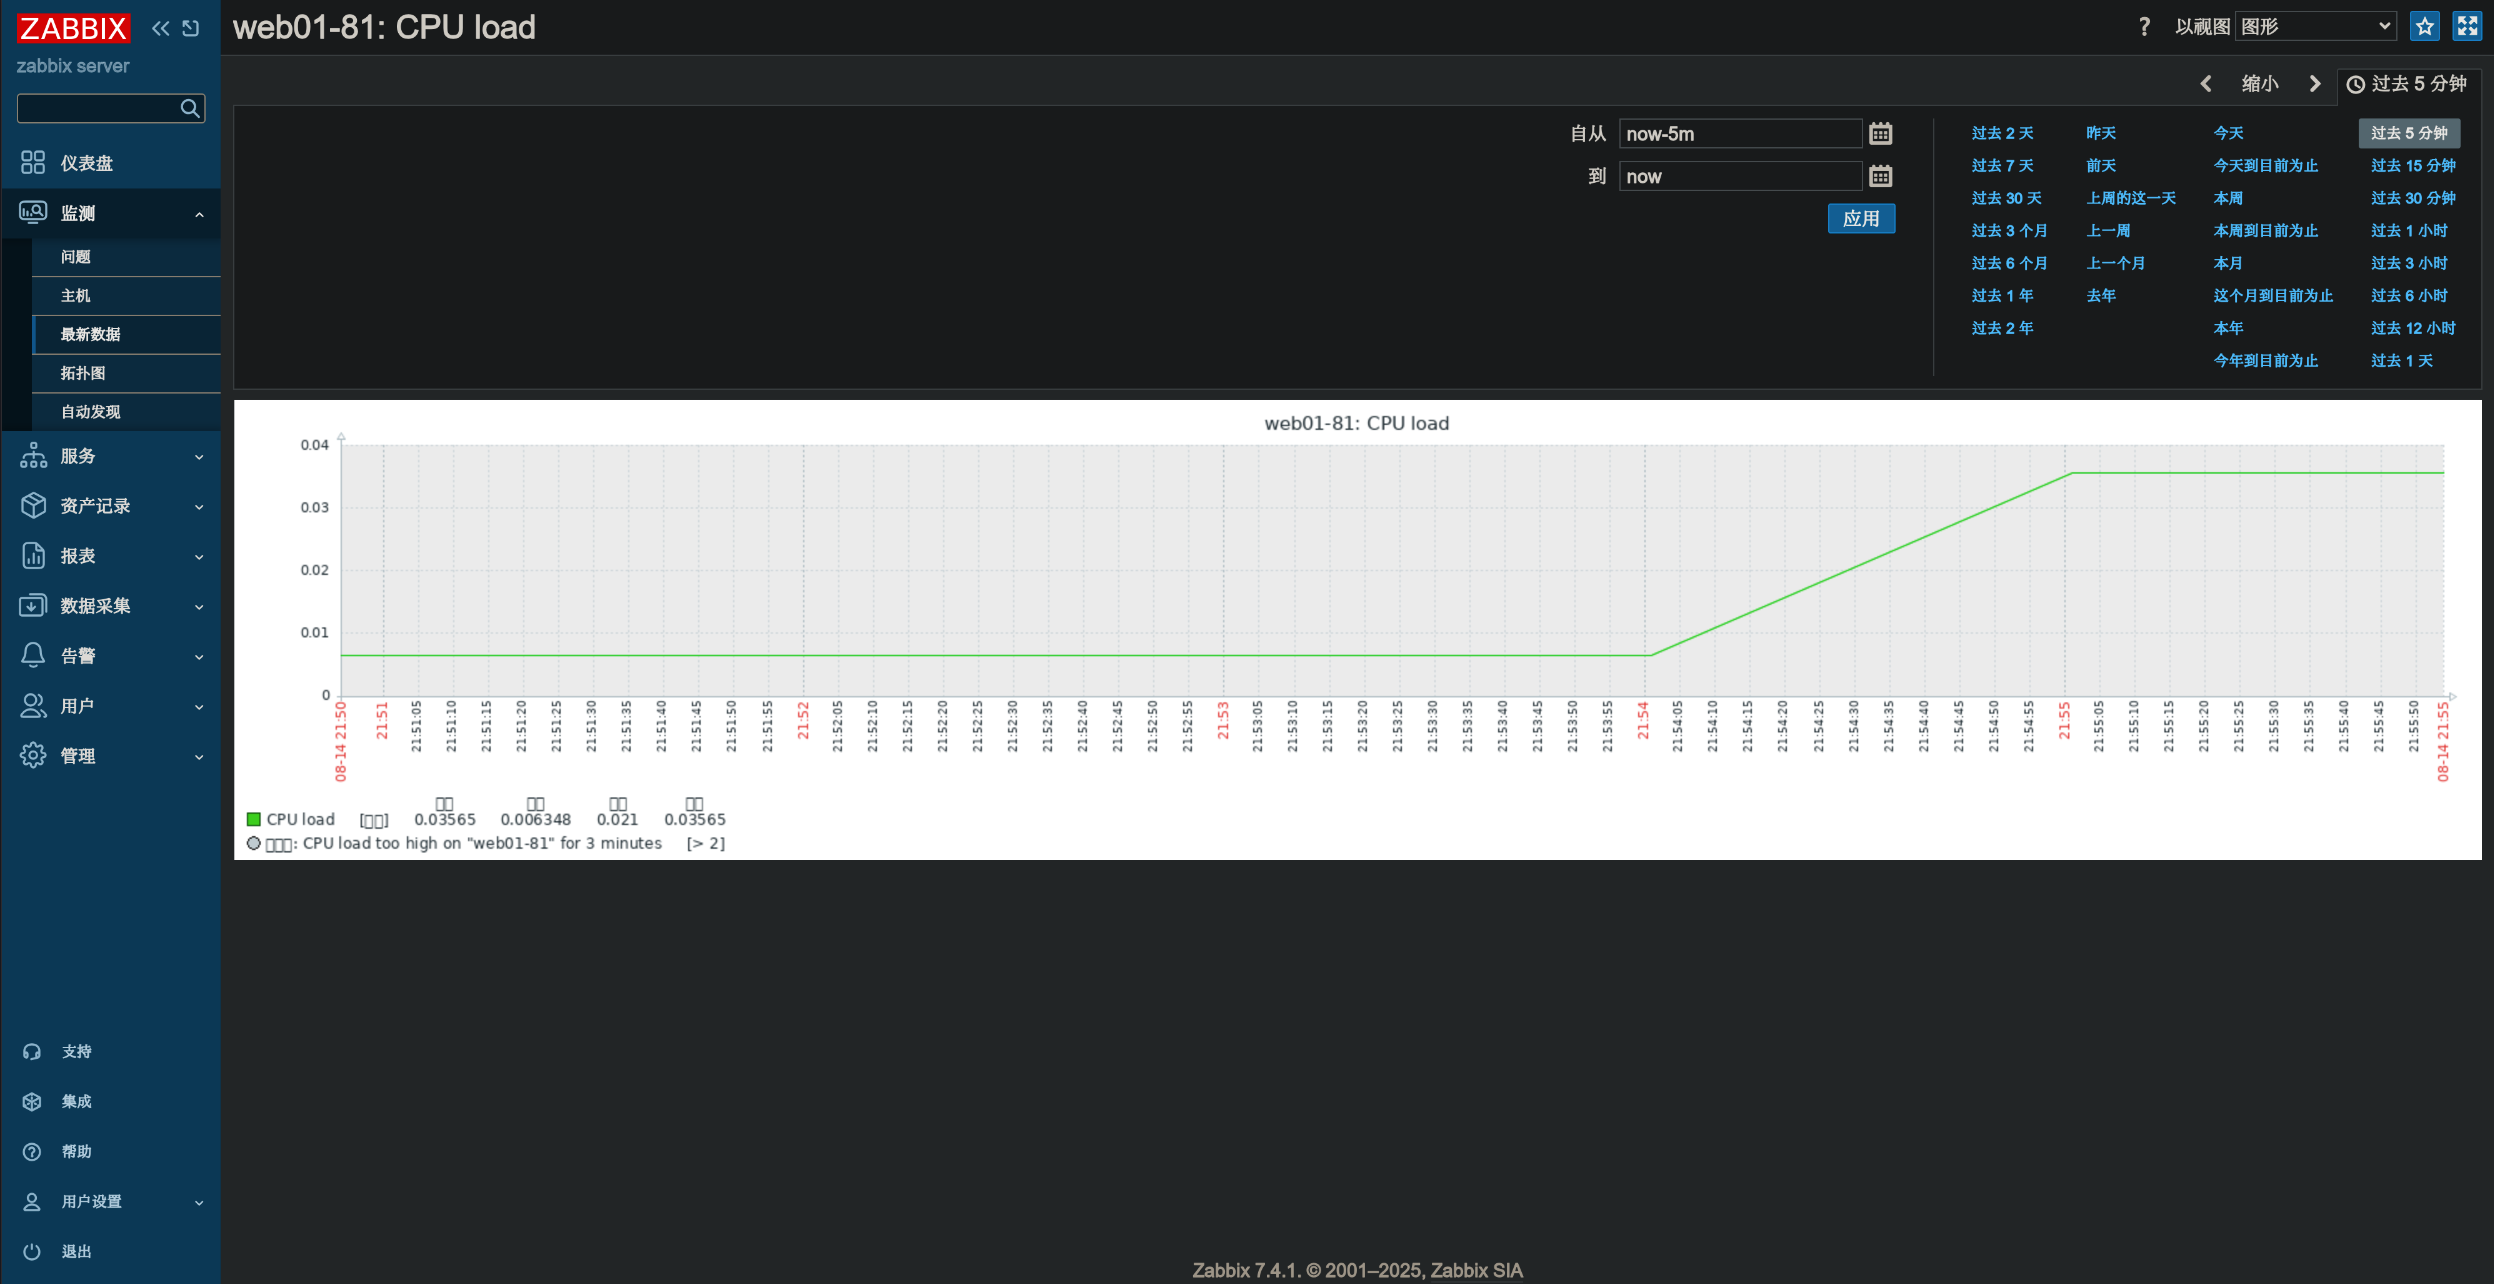 ZABBIX
zabbix server
仪表盘
监测
问题
主机
最新数据
拓扑图
自动发现
服务
资产记录
报表
数据采集
告警
用户
管理
支持
集成
帮助
用户设置
退出
web01-81: CPU load
? 以视图 图形
缩小 过去 5 分钟
自从 now-5m
到 now
应用
过去 2 天 昨天 今天 过去 5 分钟
过去 7 天 前天 今天到目前为止 过去 15 分钟
过去 30 天 上周的这一天 本周 过去 30 分钟
过去 3 个月 上一周 本周到目前为止 过去 1 小时
过去 6 个月 上一个月 本月 过去 3 小时
过去 1 年 去年 这个月到目前为止 过去 6 小时
过去 2 年 本年 过去 12 小时
今年到目前为止 过去 1 天
web01-81: CPU load
0.04
0.03
0.02
0.01
0
08-14 21:50
21:51
21:51:05
21:51:10
21:51:15
21:51:20
21:51:25
21:51:30
21:51:35
21:51:40
21:51:45
21:51:50
21:51:55
21:52
21:52:05
21:52:10
21:52:15
21:52:20
21:52:25
21:52:30
21:52:35
21:52:40
21:52:45
21:52:50
21:52:55
21:53
21:53:05
21:53:10
21:53:15
21:53:20
21:53:25
21:53:30
21:53:35
21:53:40
21:53:45
21:53:50
21:53:55
21:54
21:54:05
21:54:10
21:54:15
21:54:20
21:54:25
21:54:30
21:54:35
21:54:40
21:54:45
21:54:50
21:54:55
21:55
21:55:05
21:55:10
21:55:15
21:55:20
21:55:25
21:55:30
21:55:35
21:55:40
21:55:45
21:55:50
08-14 21:55
□□ □□ □□ □□
CPU load [□□] 0.03565 0.006348 0.021 0.03565
□□□: CPU load too high on "web01-81" for 3 minutes [> 2]
Zabbix 7.4.1. © 2001–2025, Zabbix SIA